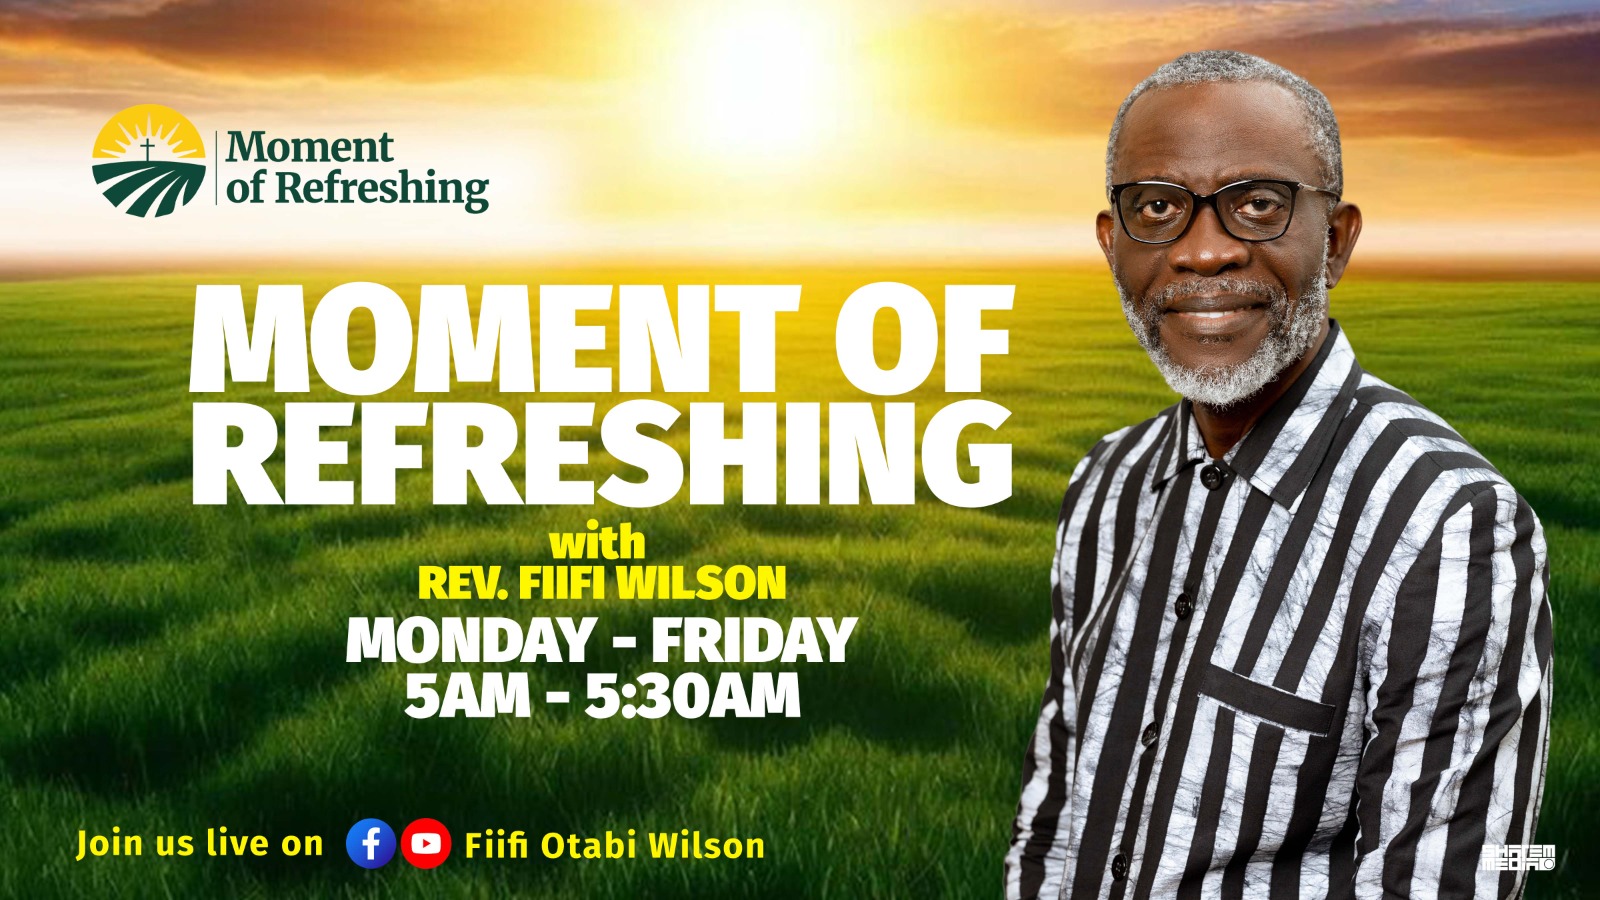 Moment
of Refreshing
MOMENT OF
REFRESHING
with
REV. FIIFI WILSON
MONDAY - FRIDAY
5AM - 5:30AM
Join us live on
Fiifi Otabi Wilson